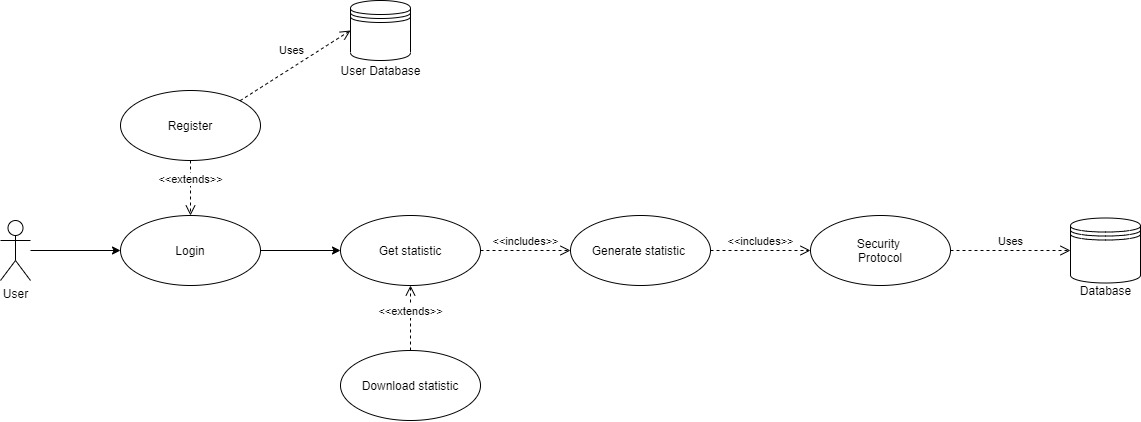 Uses
User Database
Register
<<extends>>
Login
Get statistic
<<includes>>
Generate statistic
<<includes>>
Security
Protocol
Uses
User
Database
<<extends>>
Download statistic